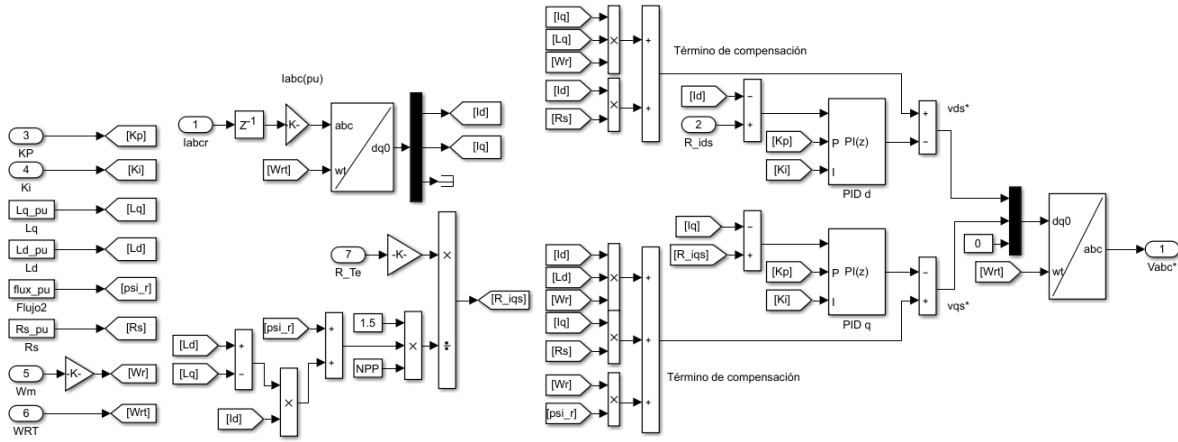 3
KP
[Kp]
4
Ki
[Ki]
Lq_pu
Lq
[Lq]
Ld_pu
Ld
[Ld]
flux_pu
Flujo2
[psi_r]
Rs_pu
Rs
[Rs]
5
Wm
-K-
[Wr]
6
WRT
[Wrt]
Iabc(pu)
1
Iabcr
Z-1
-K-
abc
[Wrt]
wt
dq0
[Id]
[Iq]
7
R_Te
-K-
×
÷
[R_iqs]
[Ld]
+
[Lq]
−
[Id]
×
[psi_r]
+
+
1.5
NPP
×
[Iq]
[Lq]
[Wr]
×
+
[Id]
[Rs]
×
+
Término de compensación
[Id]
−
2
+
R_ids
[Kp]
P
PI(z)
[Ki]
I
PID d
+
−
vds*
[Id]
[Ld]
[Wr]
×
+
[Iq]
[Rs]
×
+
[Wr]
[psi_r]
×
+
Término de compensación
[Iq]
−
[R_iqs]
+
[Kp]
P
PI(z)
[Ki]
I
PID q
−
+
vqs*
0
[Wrt]
dq0
wt
abc
1
Vabc*